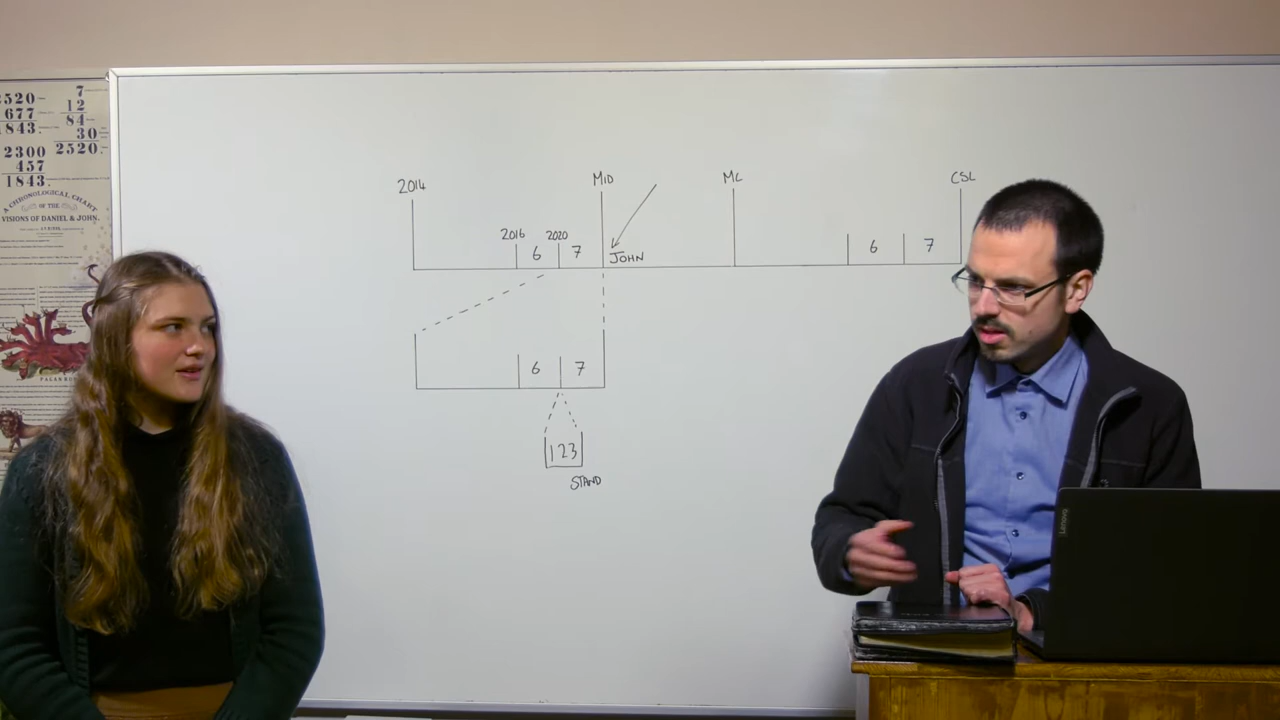 2520
677
1843.
2300
457
1843.
7
12
84
30
2520.
A CHRONOLOGICAL CHART
OF THE
VISIONS OF DANIEL & JOHN.
PAGAN
2014
MID
ML
CSL
2016
2020
6
7
JOHN
6
7
6
7
123
STAND
Lenovo